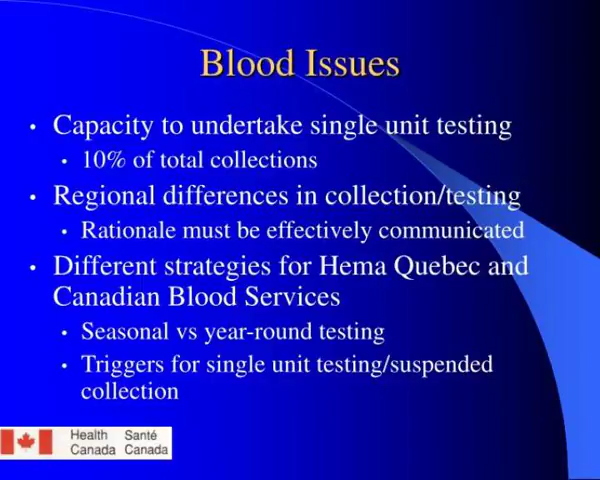 Blood Issues
• Capacity to undertake single unit testing
• 10% of total collections
• Regional differences in collection/testing
• Rationale must be effectively communicated
• Different strategies for Hema Quebec and
Canadian Blood Services
• Seasonal vs year-round testing
• Triggers for single unit testing/suspended
collection
Health Santé
Canada Canada